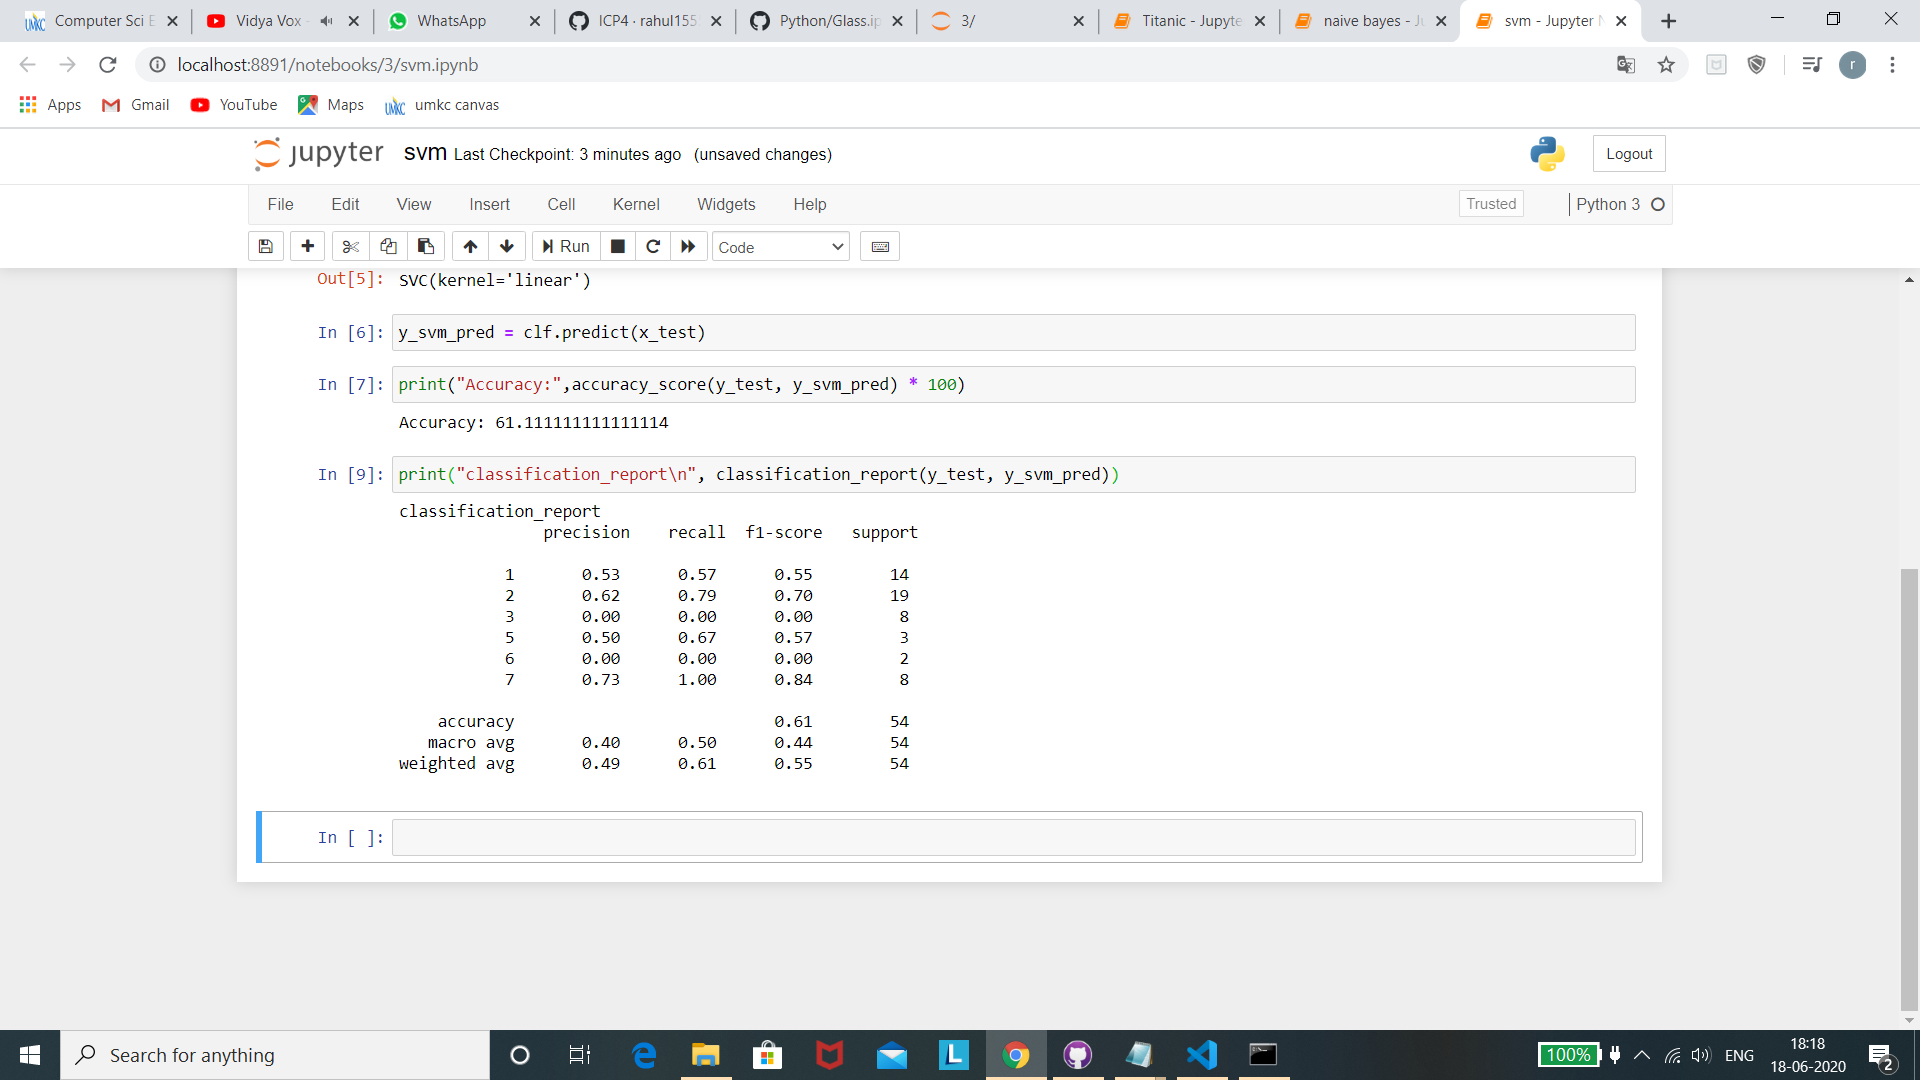 Computer Sci E
Vidya Vox -
WhatsApp
ICP4 · rahul155
Python/Glass.ip
3/
Titanic - Jupyte
naive bayes - Ju
svm - Jupyter N
localhost:8891/notebooks/3/svm.ipynb
r
Apps
Gmail
YouTube
Maps
umkc canvas
jupyter svm Last Checkpoint: 3 minutes ago (unsaved changes)
Logout
File Edit View Insert Cell Kernel Widgets Help
Trusted
Python 3
Run
Code
Out[5]: SVC(kernel='linear')
In [6]: y_svm_pred = clf.predict(x_test)
In [7]: print("Accuracy:",accuracy_score(y_test, y_svm_pred) * 100)
Accuracy: 61.111111111111114
In [9]: print("classification_report\n", classification_report(y_test, y_svm_pred))
classification_report
precision recall f1-score support
1 0.53 0.57 0.55 14
2 0.62 0.79 0.70 19
3 0.00 0.00 0.00 8
5 0.50 0.67 0.57 3
6 0.00 0.00 0.00 2
7 0.73 1.00 0.84 8
accuracy 0.61 54
macro avg 0.40 0.50 0.44 54
weighted avg 0.49 0.61 0.55 54
In [ ]:
Search for anything
L
100%
ENG
18:18
18-06-2020
2